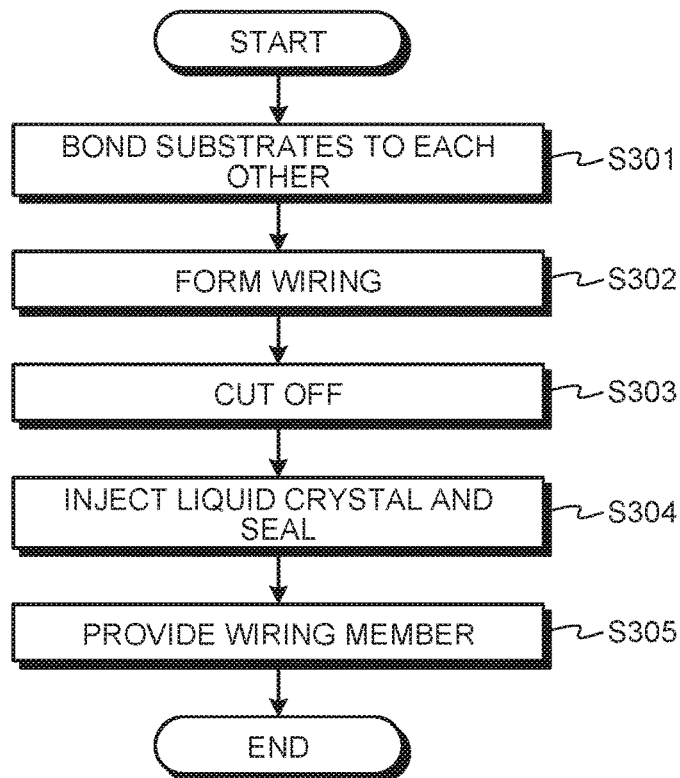 START
BOND SUBSTRATES TO EACH
OTHER
S301
FORM WIRING
S302
CUT OFF
S303
INJECT LIQUID CRYSTAL AND
SEAL
S304
PROVIDE WIRING MEMBER
S305
END